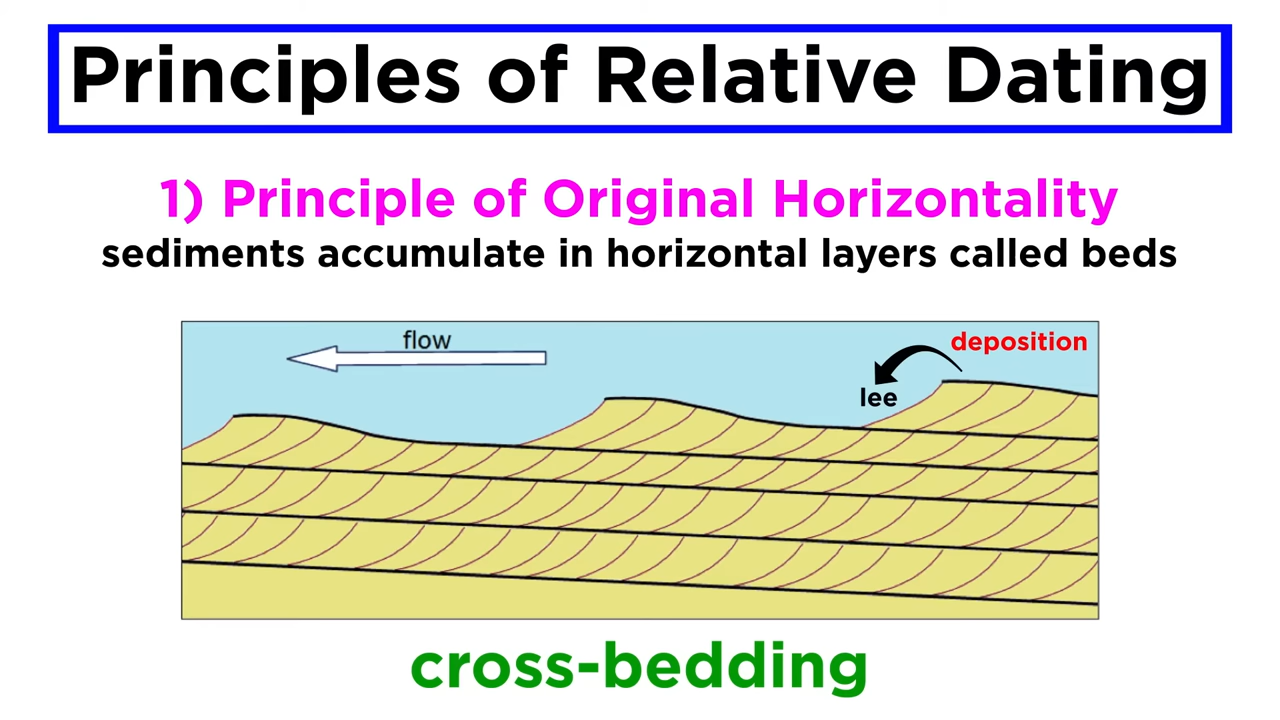 Principles of Relative Dating
1) Principle of Original Horizontality
sediments accumulate in horizontal layers called beds
flow
deposition
lee
cross-bedding